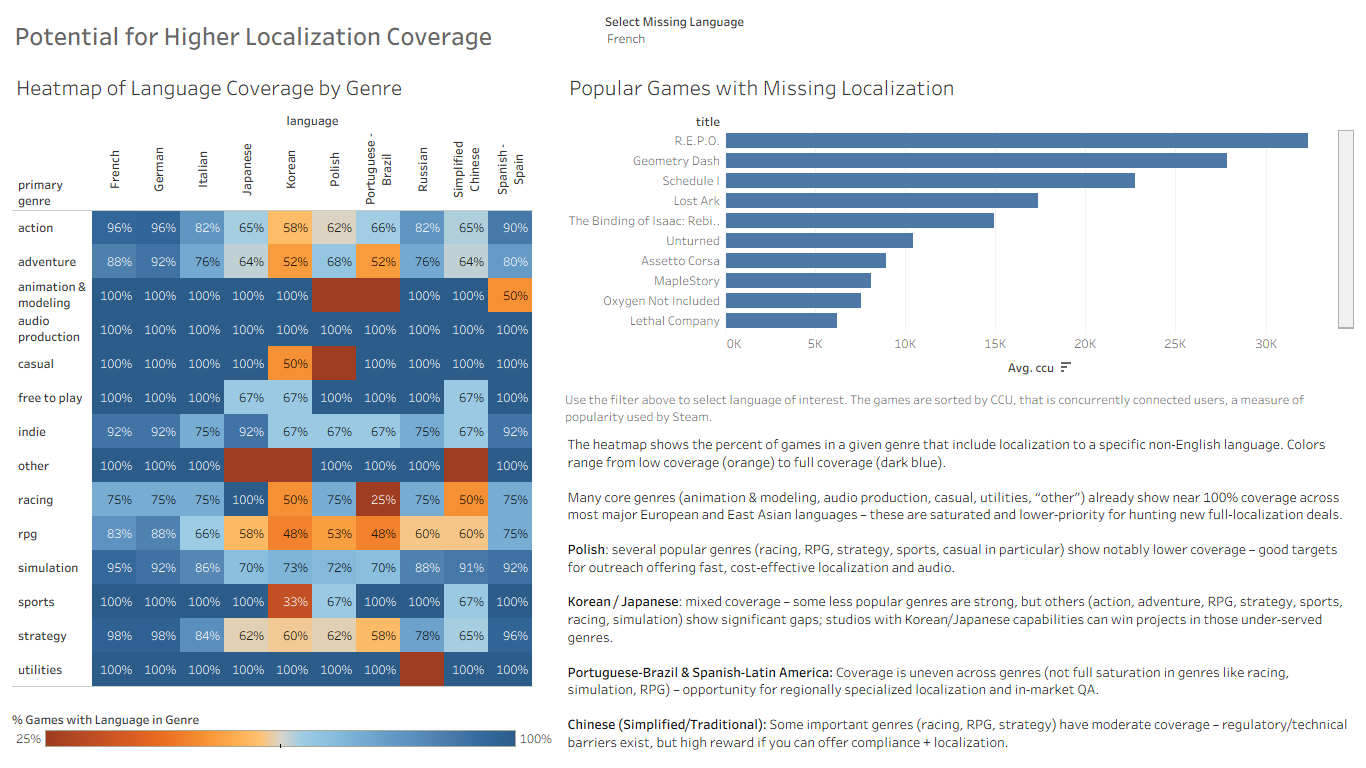 Potential for Higher Localization Coverage
Select Missing Language
French
Heatmap of Language Coverage by Genre
language
primary
genre
French
German
Italian
Japanese
Korean
Polish
Portuguese -
Brazil
Russian
Simplified
Chinese
Spanish -
Spain
action 96% 96% 82% 65% 58% 62% 66% 82% 65% 90%
adventure 88% 92% 76% 64% 52% 68% 52% 76% 64% 80%
animation &
modeling 100% 100% 100% 100% 100% 100% 100% 50%
audio
production 100% 100% 100% 100% 100% 100% 100% 100% 100% 100%
casual 100% 100% 100% 100% 50% 100% 100% 100% 100%
free to play 100% 100% 100% 67% 67% 100% 100% 100% 67% 100%
indie 92% 92% 75% 92% 67% 67% 67% 75% 67% 92%
other 100% 100% 100% 100% 100% 100% 100%
racing 75% 75% 75% 100% 50% 75% 25% 75% 50% 75%
rpg 83% 88% 66% 58% 48% 53% 48% 60% 60% 75%
simulation 95% 92% 86% 70% 73% 72% 70% 88% 91% 92%
sports 100% 100% 100% 100% 33% 67% 100% 100% 67% 100%
strategy 98% 98% 84% 62% 60% 62% 58% 78% 65% 96%
utilities 100% 100% 100% 100% 100% 100% 100% 100% 100%
% Games with Language in Genre
25% 100%
Popular Games with Missing Localization
title
R.E.P.O.
Geometry Dash
Schedule I
Lost Ark
The Binding of Isaac: Rebi..
Unturned
Assetto Corsa
MapleStory
Oxygen Not Included
Lethal Company
0K 5K 10K 15K 20K 25K 30K
Avg. ccu
Use the filter above to select language of interest. The games are sorted by CCU, that is concurrently connected users, a measure of
popularity used by Steam.
The heatmap shows the percent of games in a given genre that include localization to a specific non-English language. Colors
range from low coverage (orange) to full coverage (dark blue).
Many core genres (animation & modeling, audio production, casual, utilities, “other”) already show near 100% coverage across
most major European and East Asian languages – these are saturated and lower-priority for hunting new full-localization deals.
Polish: several popular genres (racing, RPG, strategy, sports, casual in particular) show notably lower coverage – good targets
for outreach offering fast, cost-effective localization and audio.
Korean / Japanese: mixed coverage – some less popular genres are strong, but others (action, adventure, RPG, strategy, sports,
racing, simulation) show significant gaps; studios with Korean/Japanese capabilities can win projects in those under-served
genres.
Portuguese-Brazil & Spanish-Latin America: Coverage is uneven across genres (not full saturation in genres like racing,
simulation, RPG) – opportunity for regionally specialized localization and in-market QA.
Chinese (Simplified/Traditional): Some important genres (racing, RPG, strategy) have moderate coverage – regulatory/technical
barriers exist, but high reward if you can offer compliance + localization.